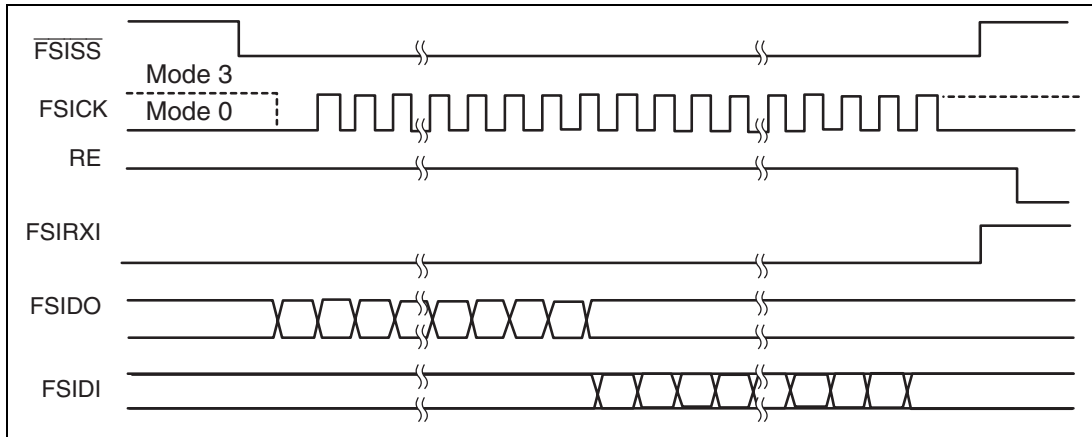 FSISS
Mode 3
FSICK
Mode 0
RE
FSIRXI
FSIDO
FSIDI